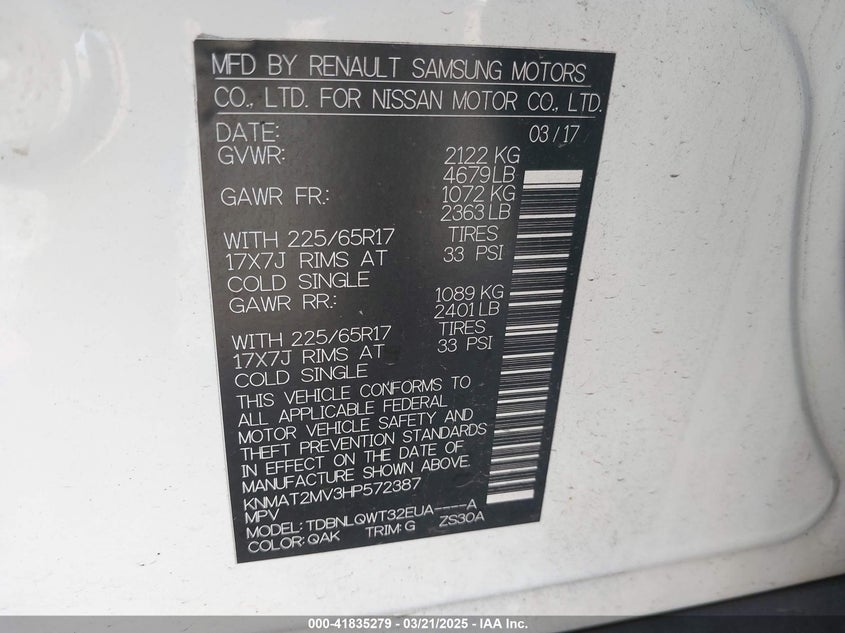 MFD BY RENAULT SAMSUNG MOTORS
CO., LTD. FOR NISSAN MOTOR CO., LTD.
DATE: 03/17
GVWR: 2122 KG
4679 LB
GAWR FR.: 1072 KG
2363 LB
WITH 225/65R17 TIRES
17X7J RIMS AT 33 PSI
COLD SINGLE
GAWR RR.: 1089 KG
2401 LB
WITH 225/65R17 TIRES
17X7J RIMS AT 33 PSI
COLD SINGLE
THIS VEHICLE CONFORMS TO
ALL APPLICABLE FEDERAL
MOTOR VEHICLE SAFETY AND
THEFT PREVENTION STANDARDS
IN EFFECT ON THE DATE OF
MANUFACTURE SHOWN ABOVE.
KNMAT2MV3HP572387
MPV
MODEL: TDBNLQWT32EUA----A
COLOR: QAK TRIM: G ZS30A
000-41835279 - 03/21/2025 - IAA Inc.